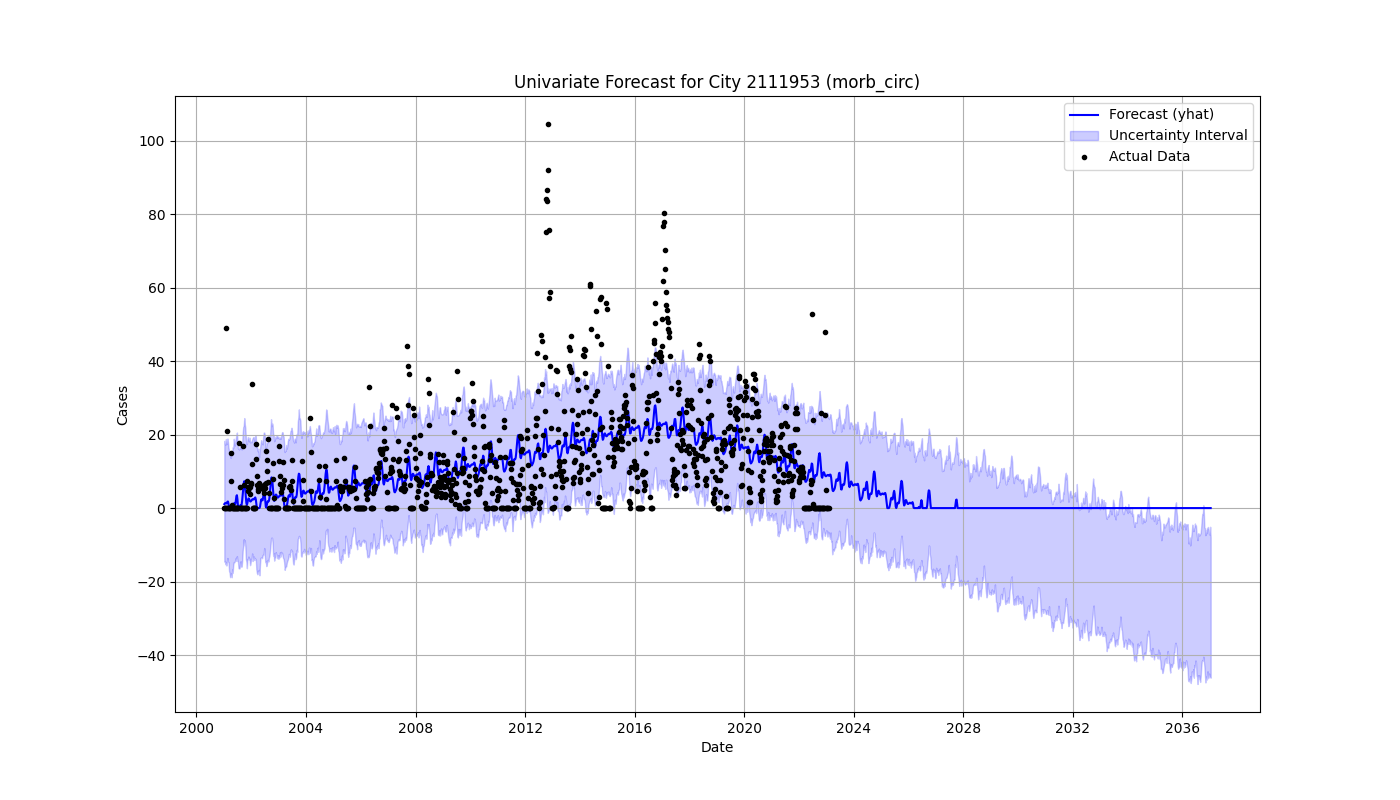 Univariate Forecast for City 2111953 (morb_circ)
Forecast (yhat)
Uncertainty Interval
Actual Data
Cases
100
80
60
40
20
0
−20
−40
2000 2004 2008 2012 2016 2020 2024 2028 2032 2036
Date